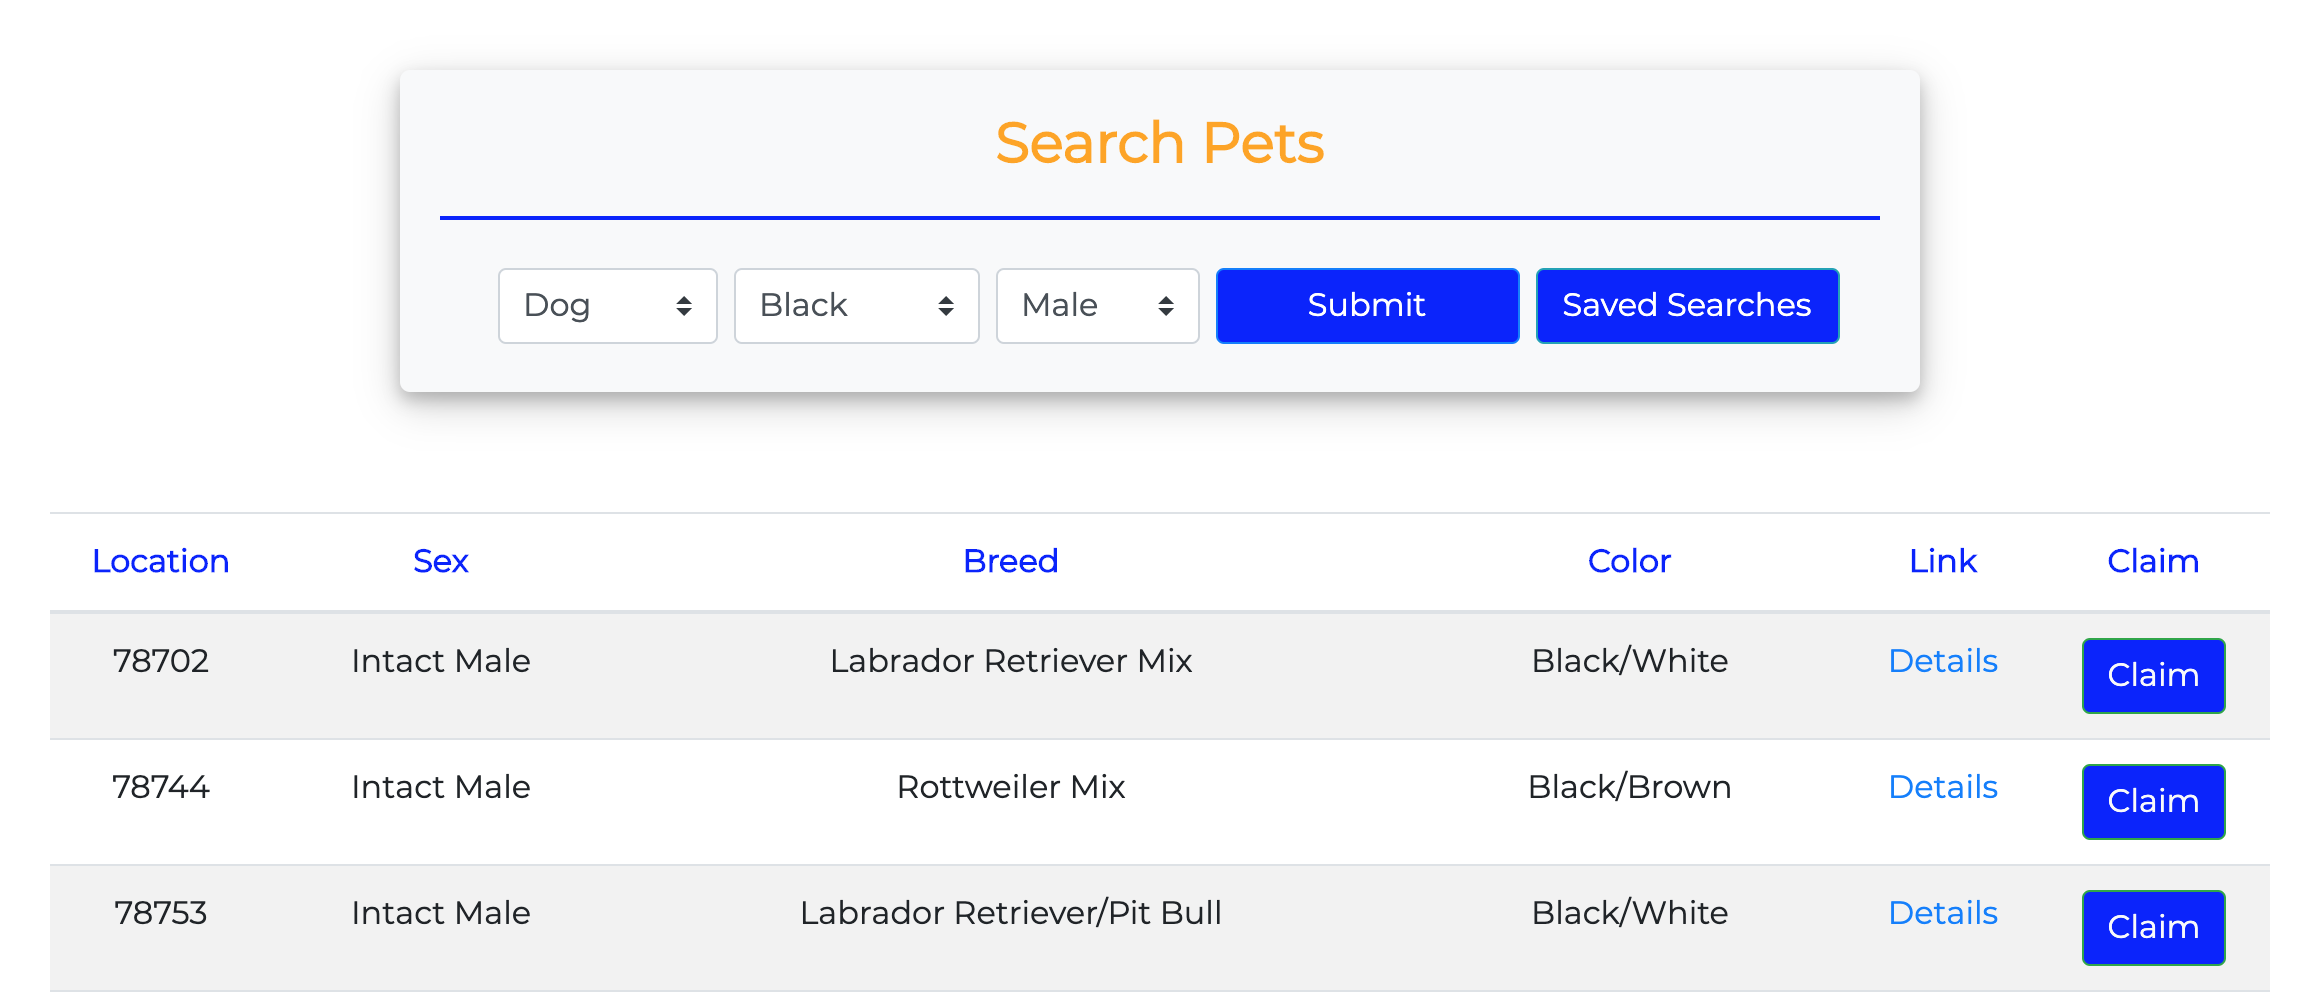 Search Pets
Dog Black Male Submit Saved Searches
Location Sex Breed Color Link Claim
78702 Intact Male Labrador Retriever Mix Black/White Details Claim
78744 Intact Male Rottweiler Mix Black/Brown Details Claim
78753 Intact Male Labrador Retriever/Pit Bull Black/White Details Claim